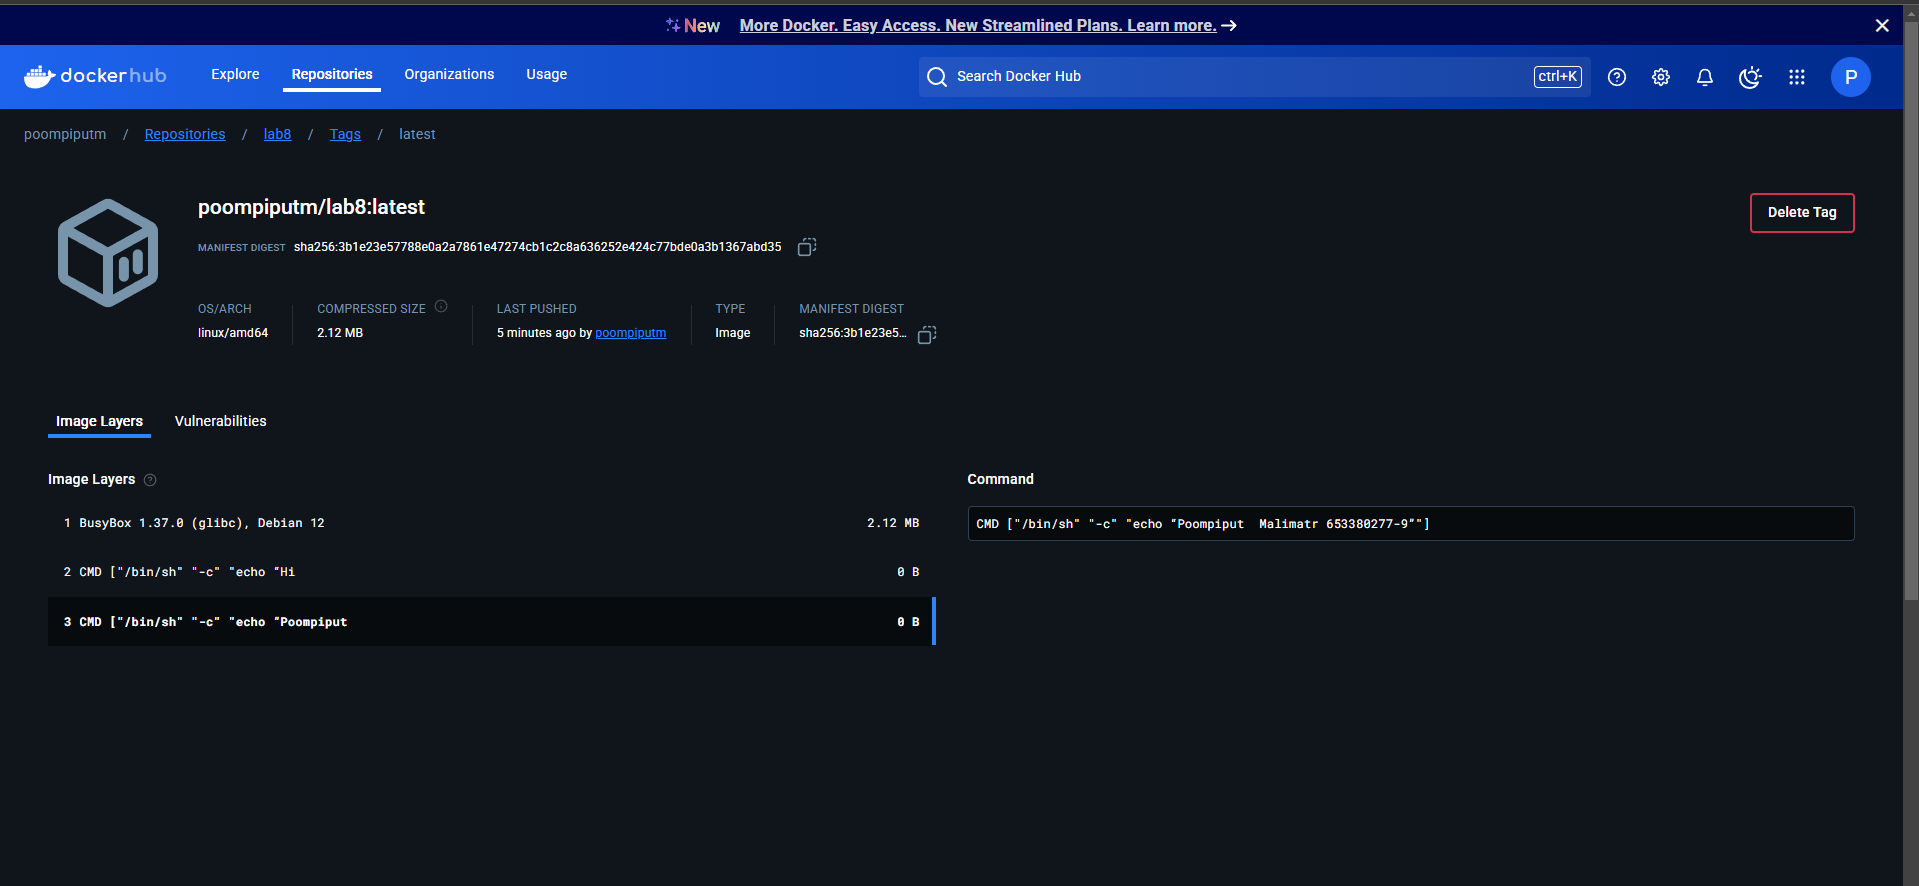 New More Docker. Easy Access. New Streamlined Plans. Learn more. →
dockerhub Explore Repositories Organizations Usage Search Docker Hub ctrl+K P
poompiputm / Repositories / lab8 / Tags / latest
poompiputm/lab8:latest
Delete Tag
MANIFEST DIGEST sha256:3b1e23e57788e0a2a7861e47274cb1c2c8a636252e424c77bde0a3b1367abd35
OS/ARCH COMPRESSED SIZE LAST PUSHED TYPE MANIFEST DIGEST
linux/amd64 2.12 MB 5 minutes ago by poompiputm Image sha256:3b1e23e5...
Image Layers Vulnerabilities
Image Layers
1 BusyBox 1.37.0 (glibc), Debian 12 2.12 MB
2 CMD ["/bin/sh" "-c" "echo “Hi 0 B
3 CMD ["/bin/sh" "-c" "echo “Poompiput 0 B
Command
CMD ["/bin/sh" "-c" "echo “Poompiput  Malimatr 653380277-9”"]